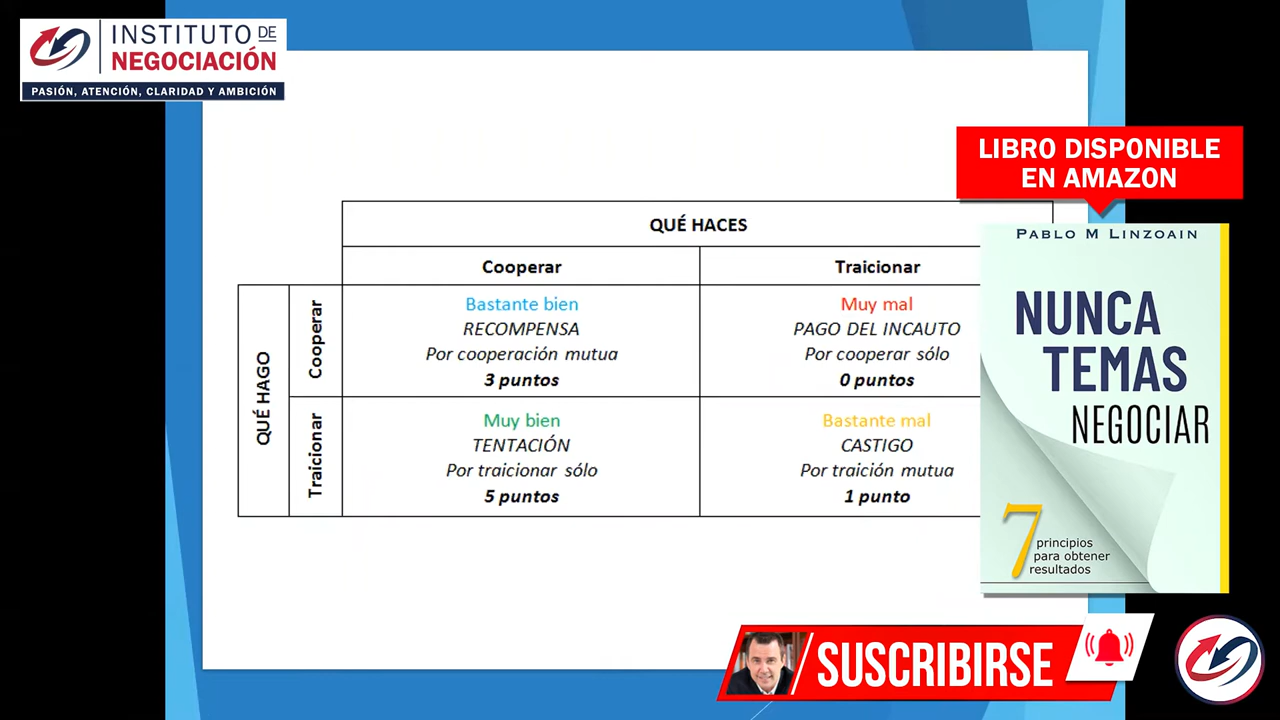 INSTITUTO DE
NEGOCIACIÓN
PASIÓN, ATENCIÓN, CLARIDAD Y AMBICIÓN
LIBRO DISPONIBLE
EN AMAZON
QUÉ HACES
Cooperar
Traicionar
QUÉ HAGO
Cooperar
Bastante bien
RECOMPENSA
Por cooperación mutua
3 puntos
Muy mal
PAGO DEL INCAUTO
Por cooperar sólo
0 puntos
Traicionar
Muy bien
TENTACIÓN
Por traicionar sólo
5 puntos
Bastante mal
CASTIGO
Por traición mutua
1 punto
PABLO M LINZOAIN
NUNCA
TEMAS
NEGOCIAR
7
principios
para obtener
resultados
SUSCRIBIRSE